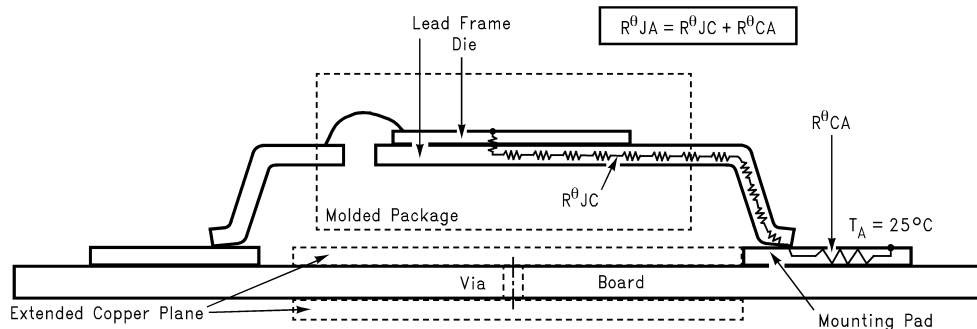 Lead Frame
Die
RθJA = RθJC + RθCA
RθCA
RθJC
Molded Package
TA = 25°C
Via
Board
Extended Copper Plane
Mounting Pad